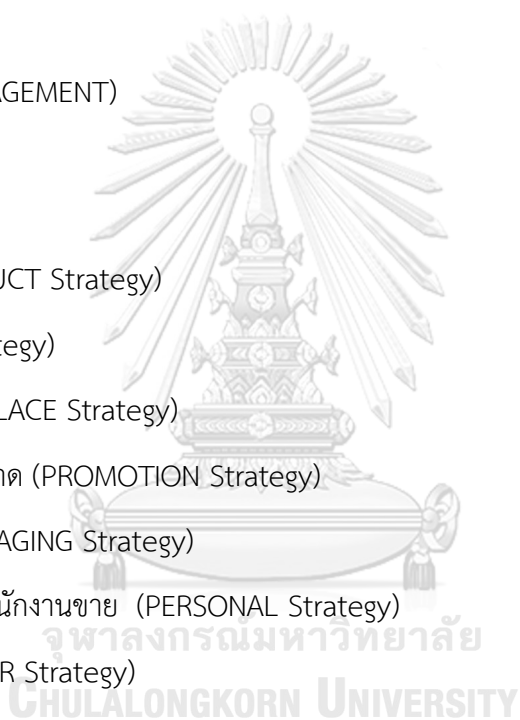 AGEMENT)
UCT Strategy)
tegy)
LACE Strategy)
าด (PROMOTION Strategy)
AGING Strategy)
นักงานขาย (PERSONAL Strategy)
จุฬาลงกรณ์มหาวิทยาลัย
R Strategy)
CHULALONGKORN UNIVERSITY